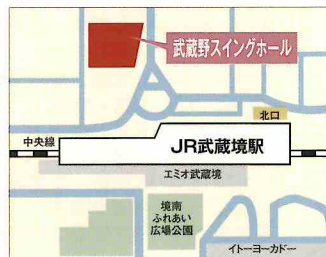 武蔵野スイングホール
北口
中央線
JR武蔵境駅
エミオ武蔵境
境南
ふれあい
広場公園
イトーヨーカドー